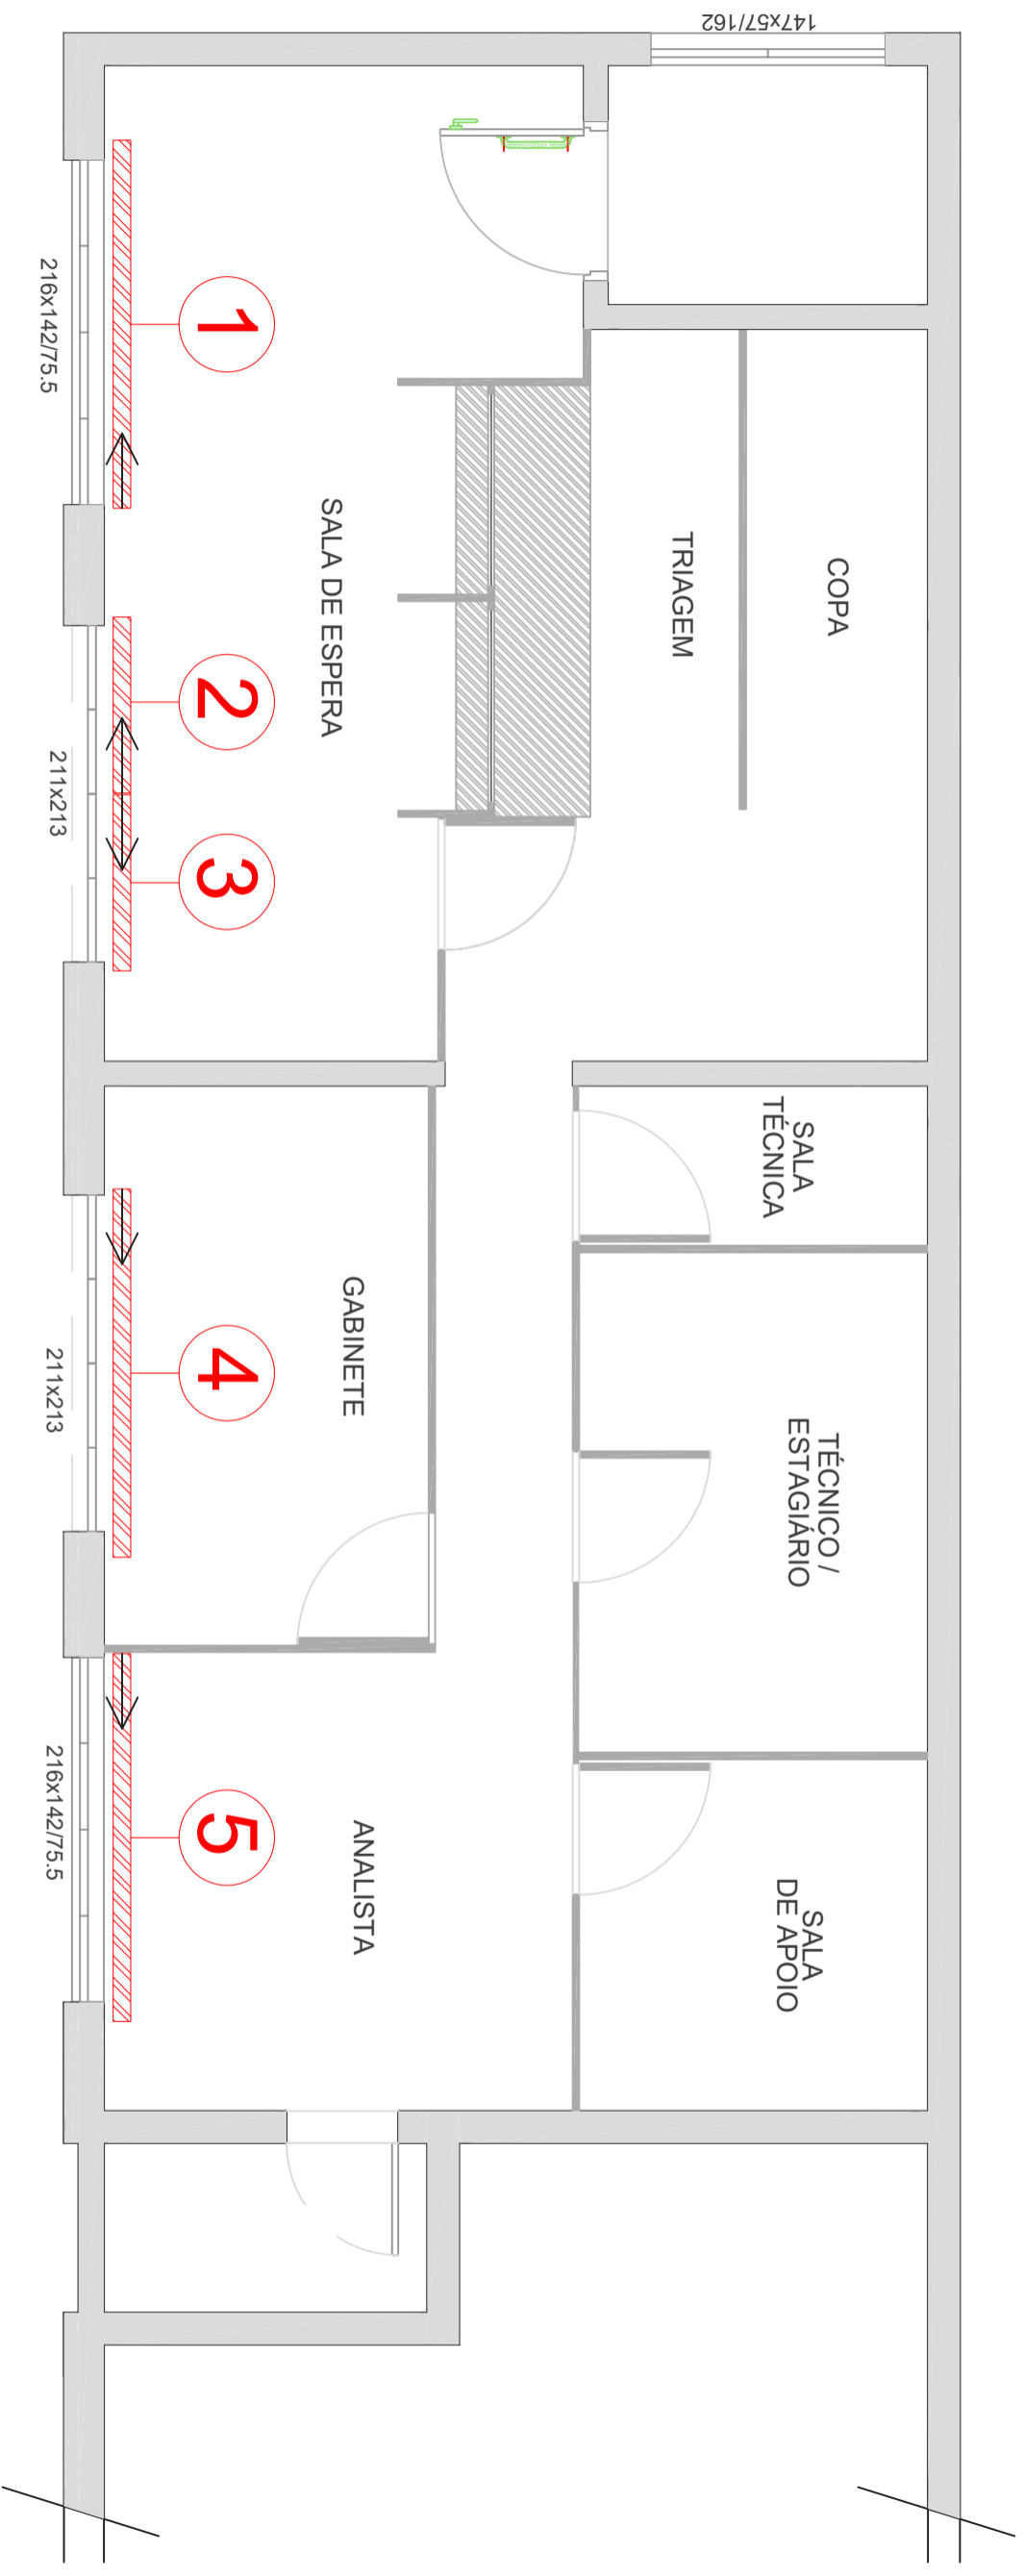 147x57/162
COPA
TRIAGEM
SALA DE ESPERA
SALA
TÉCNICA
TÉCNICO /
ESTAGIÁRIO
SALA
DE APOIO
GABINETE
ANALISTA
1
2
3
4
5
216x142/75.5
211x213
211x213
216x142/75.5